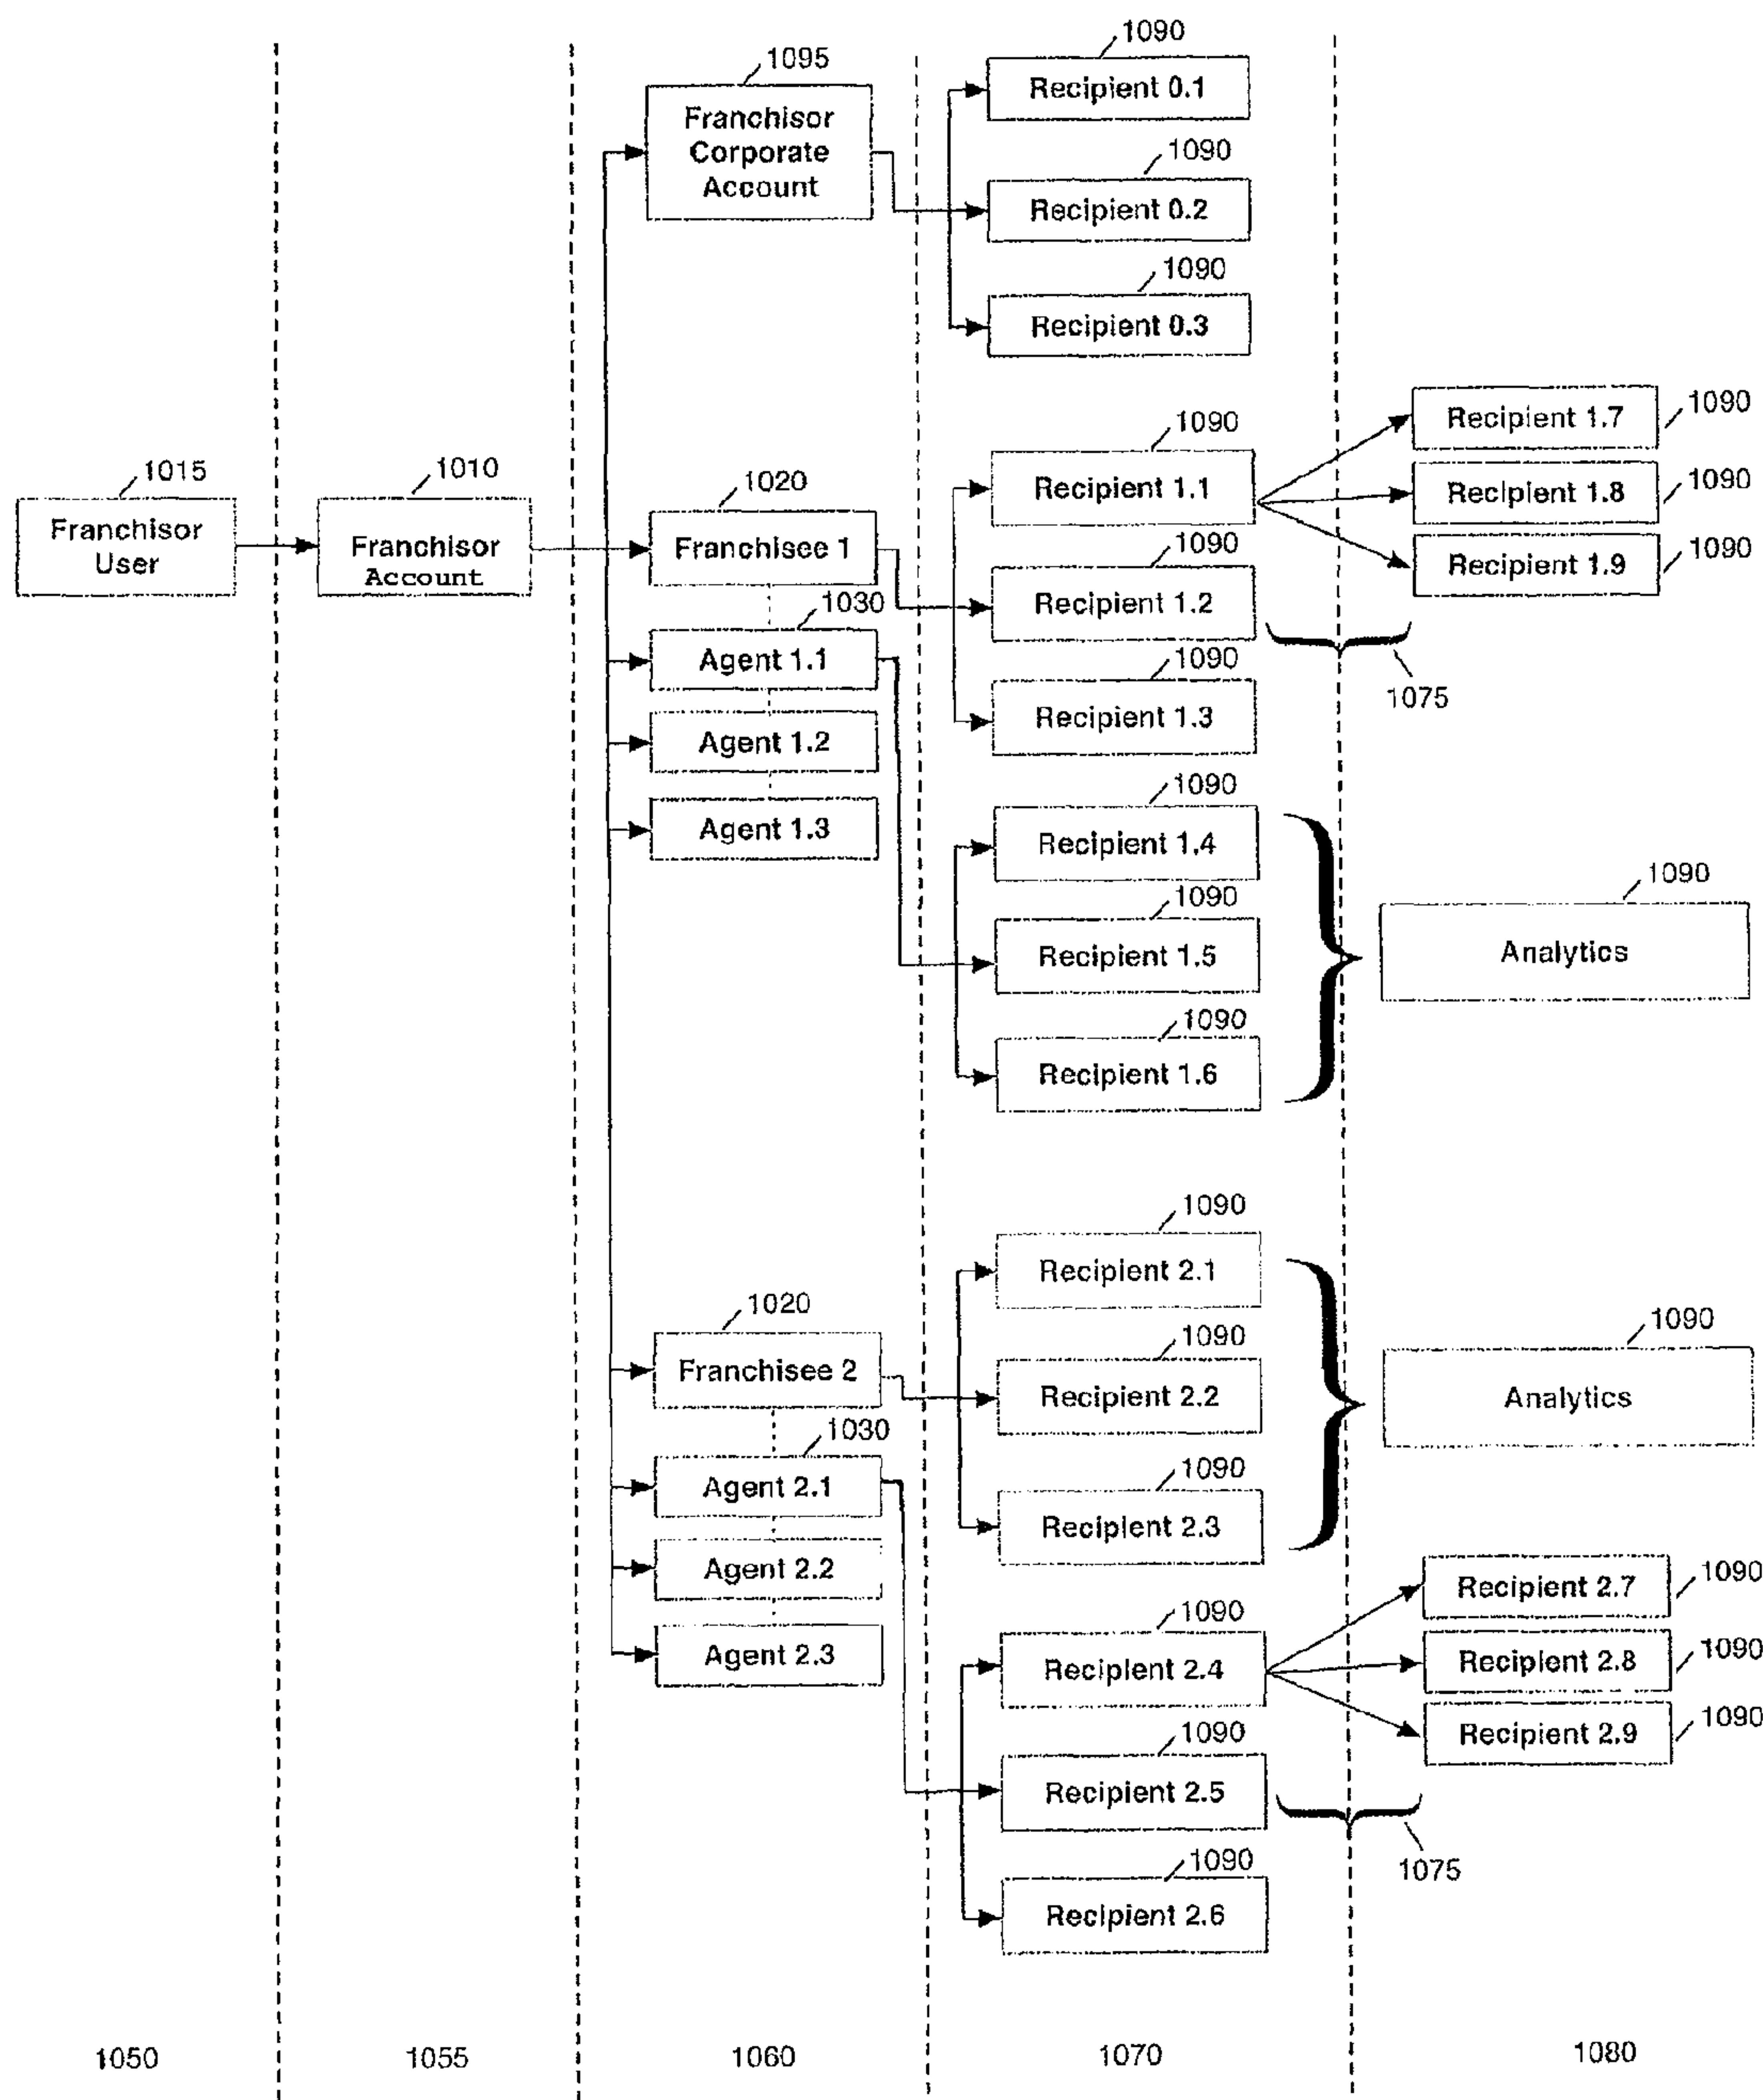 1015
Franchisor
User
1010
Franchisor
Account
1095
Franchisor
Corporate
Account
1020
Franchisee 1
1030
Agent 1.1
Agent 1.2
Agent 1.3
1020
Franchisee 2
1030
Agent 2.1
Agent 2.2
Agent 2.3
1090
Recipient 0.1
1090
Recipient 0.2
1090
Recipient 0.3
1090
Recipient 1.1
1090
Recipient 1.2
1090
Recipient 1.3
1090
Recipient 1.4
1090
Recipient 1.5
1090
Recipient 1.6
1090
Recipient 2.1
1090
Recipient 2.2
1090
Recipient 2.3
1090
Recipient 2.4
1090
Recipient 2.5
1090
Recipient 2.6
Recipient 1.7 1090
Recipient 1.8 1090
Recipient 1.9 1090
1075
1090
Analytics
1090
Analytics
Recipient 2.7 1090
Recipient 2.8 1090
Recipient 2.9 1090
1075
1050 1055 1060 1070 1080